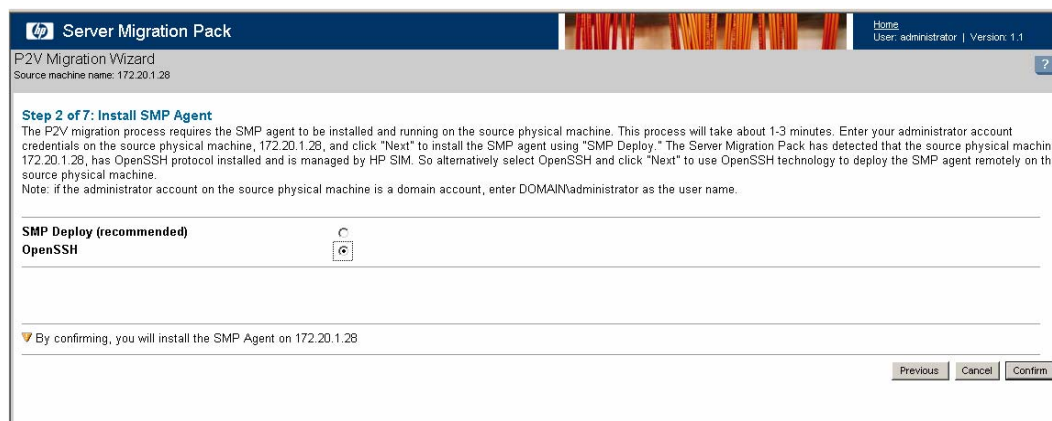 hp Server Migration Pack
Home
User: administrator | Version: 1.1
P2V Migration Wizard
Source machine name: 172.20.1.28
?
Step 2 of 7: Install SMP Agent
The P2V migration process requires the SMP agent to be installed and running on the source physical machine. This process will take about 1-3 minutes. Enter your administrator account
credentials on the source physical machine, 172.20.1.28, and click "Next" to install the SMP agent using "SMP Deploy." The Server Migration Pack has detected that the source physical machin
172.20.1.28, has OpenSSH protocol installed and is managed by HP SIM. So alternatively select OpenSSH and click "Next" to use OpenSSH technology to deploy the SMP agent remotely on th
source physical machine.
Note: if the administrator account on the source physical machine is a domain account, enter DOMAIN\administrator as the user name.
SMP Deploy (recommended)
OpenSSH
By confirming, you will install the SMP Agent on 172.20.1.28
Previous Cancel Confirm